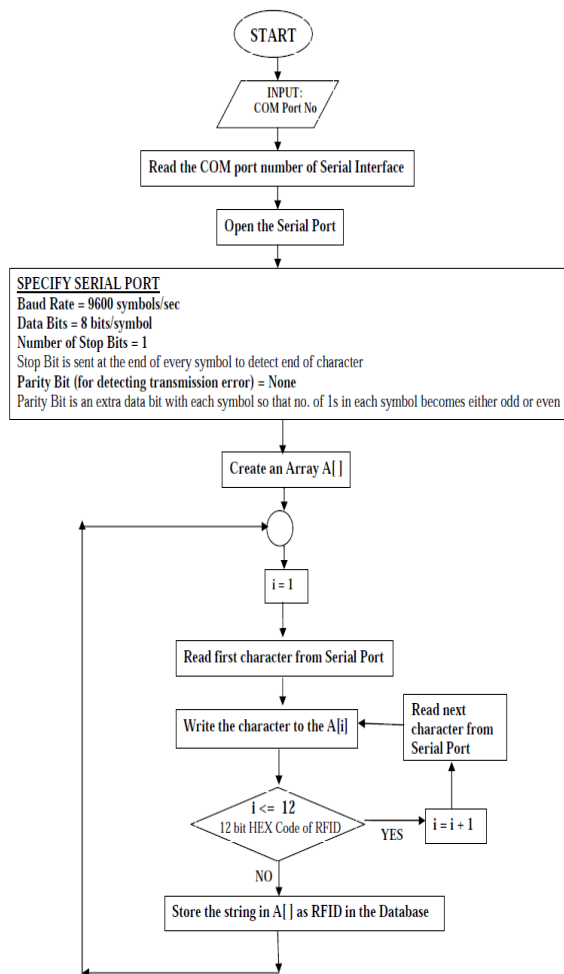 START
INPUT:
COM Port No
Read the COM port number of Serial Interface
Open the Serial Port
SPECIFY SERIAL PORT
Baud Rate = 9600 symbols/sec
Data Bits = 8 bits/symbol
Number of Stop Bits = 1
Stop Bit is sent at the end of every symbol to detect end of character
Parity Bit (for detecting transmission error) = None
Parity Bit is an extra data bit with each symbol so that no. of 1s in each symbol becomes either odd or even
Create an Array A[ ]
i = 1
Read first character from Serial Port
Write the character to the A[i]
Read next
character from
Serial Port
i <= 12
12 bit HEX Code of RFID
YES
i = i + 1
NO
Store the string in A[ ] as RFID in the Database